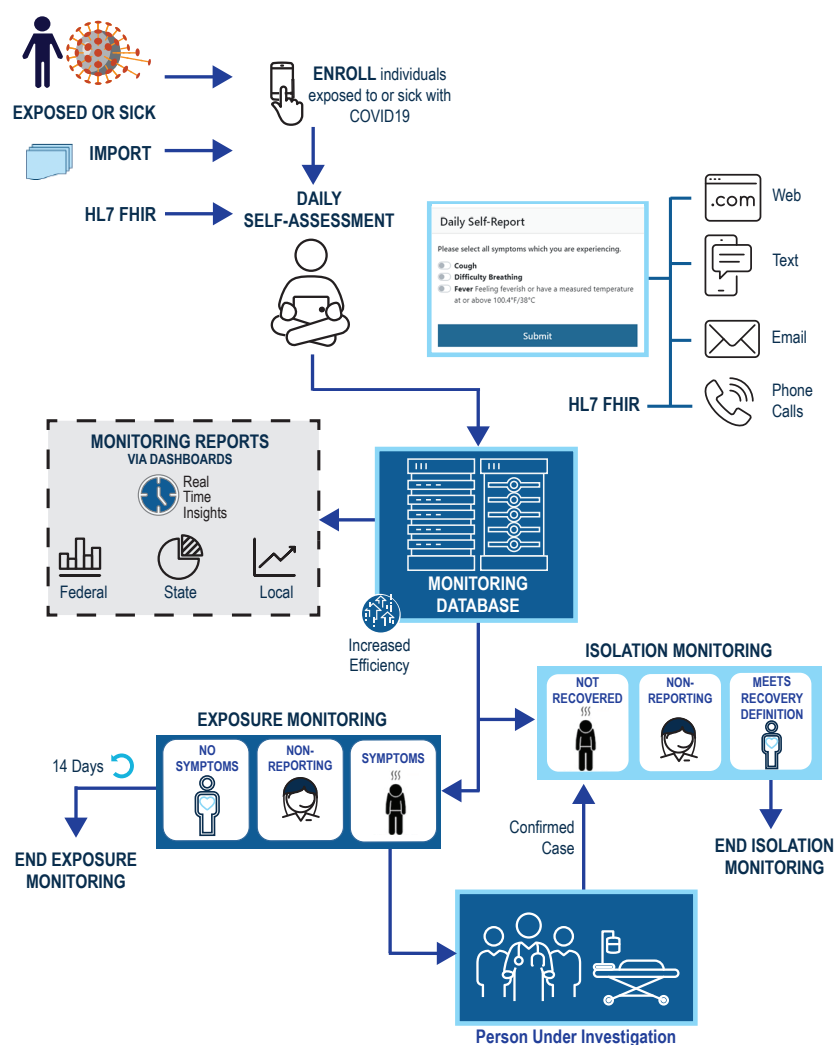 EXPOSED OR SICK
ENROLL individuals
exposed to or sick with
COVID19
IMPORT
HL7 FHIR
DAILY
SELF-ASSESSMENT
Daily Self-Report
Please select all symptoms which you are experiencing.
Cough
Difficulty Breathing
Fever Feeling feverish or have a measured temperature
at or above 100.4°F/38°C
Submit
.com
Web
Text
Email
Phone
Calls
HL7 FHIR
MONITORING REPORTS
VIA DASHBOARDS
Real
Time
Insights
Federal
State
Local
MONITORING
DATABASE
Increased
Efficiency
ISOLATION MONITORING
NOT
RECOVERED
NON-
REPORTING
MEETS
RECOVERY
DEFINITION
EXPOSURE MONITORING
14 Days
NO
SYMPTOMS
NON-
REPORTING
SYMPTOMS
END EXPOSURE
MONITORING
Confirmed
Case
END ISOLATION
MONITORING
Person Under Investigation